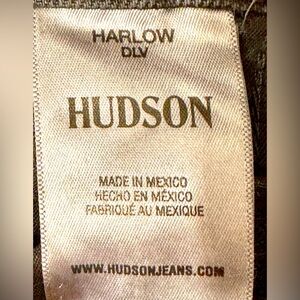 HARLOW
DLV
HUDSON
MADE IN MEXICO
HECHO EN MÉXICO
FABRIQUÉ AU MEXIQUE
WWW.HUDSONJEANS.COM